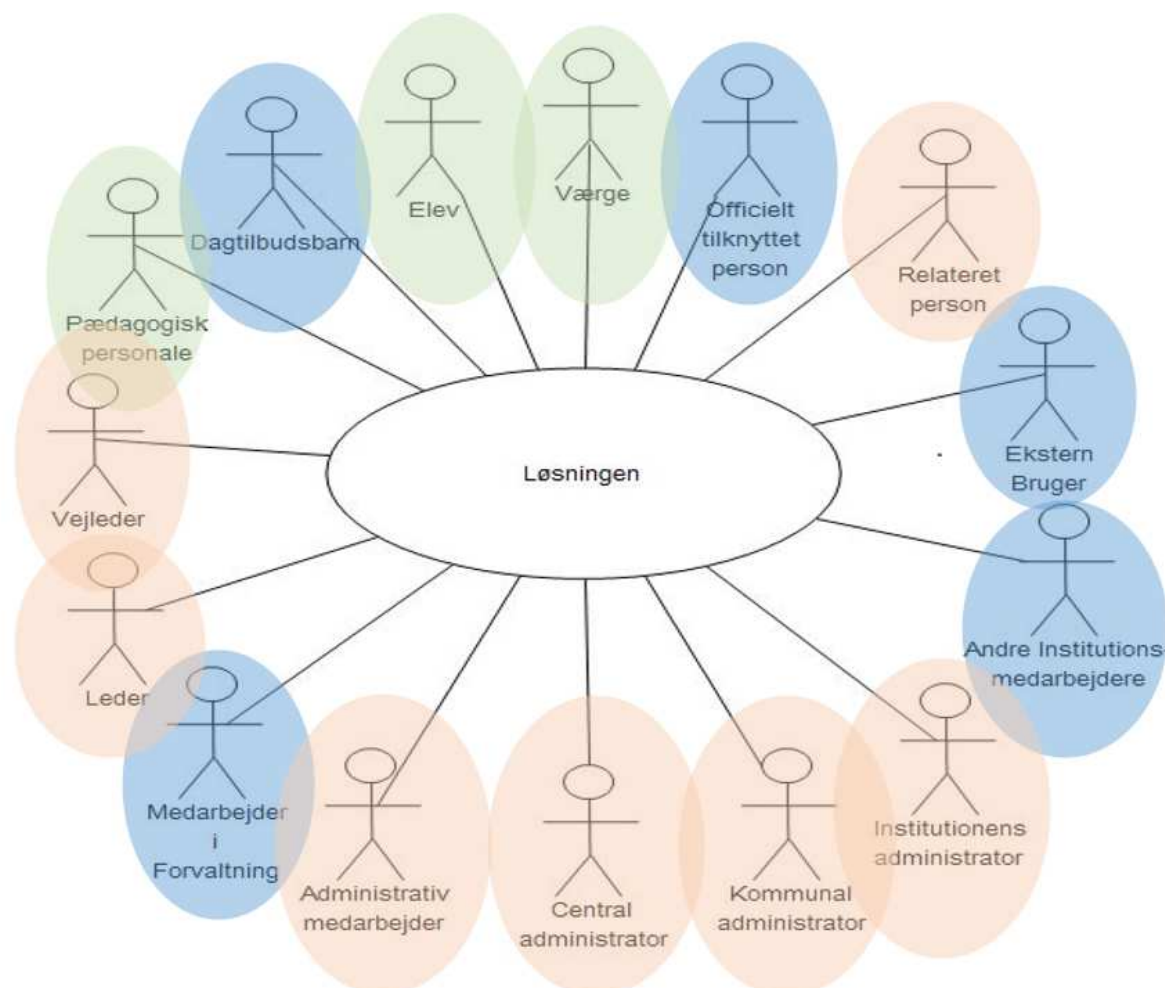 Elev
Værge
Dagtilbudsbarn
Officielt
tilknyttet
person
Relateret
person
Pædagogisk
personale
Ekstern
Bruger
Løsningen
Vejleder
Andre Institutions-
medarbejdere
Leder
Medarbejder
i
Forvaltning
Administrativ
medarbejder
Central
administrator
Kommunal
administrator
Institutionens
administrator